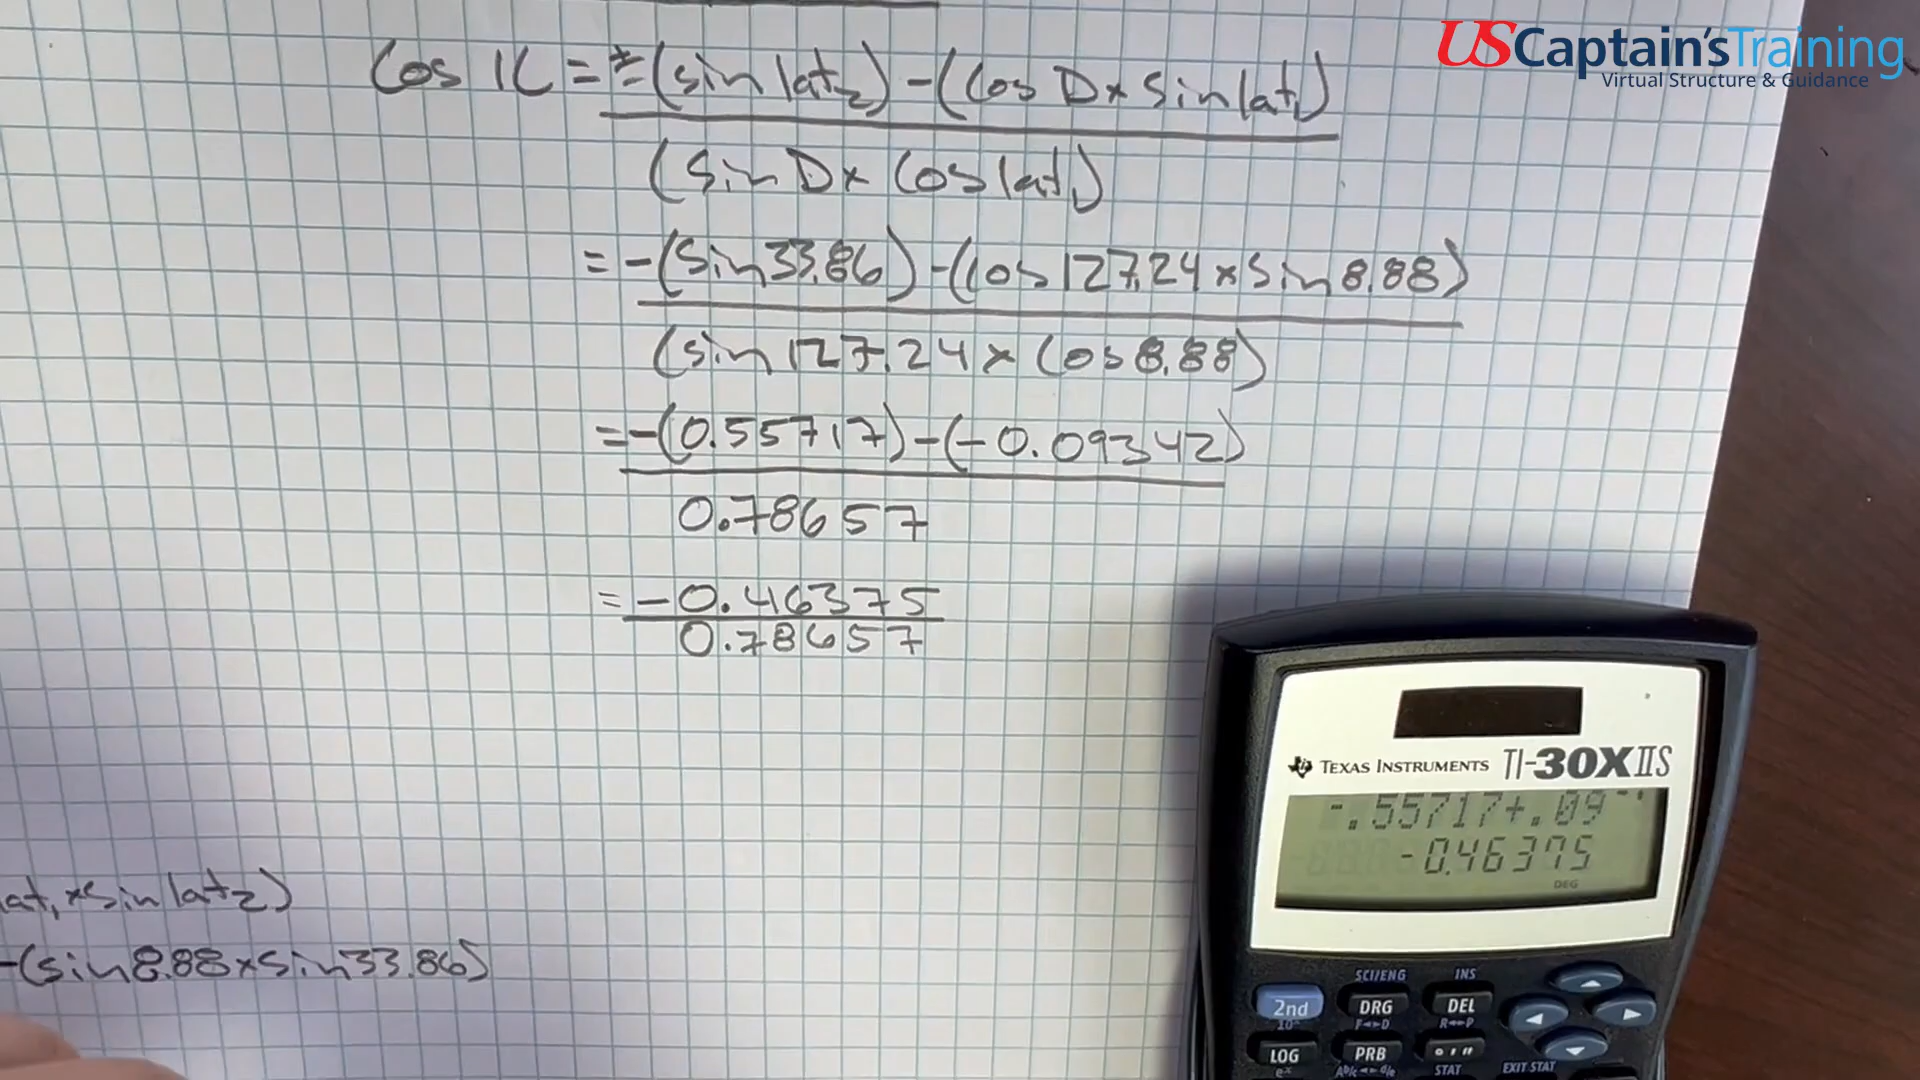 USCaptain'sTraining
Virtual Structure & Guidance
Cos IC = ±(sin lat₂) - (Cos D x sin lat₁)
(Sin D x Cos lat₁)
= -(Sin 33.86) - (Cos 127.24 x Sin 8.88)
(sin 127.24 x Cos 8.88)
= -(0.55717) - (-0.09342)
0.78657
= -0.46375
0.78657
lat₁ x sin lat₂)
-(sin 8.88 x sin 33.86)
TEXAS INSTRUMENTS TI-30X IIS
-.55717+.09
-0.46375
DEG
SCI/ENG INS
2nd DRG DEL
LOG PRB ° ' "
STAT EXIT STAT